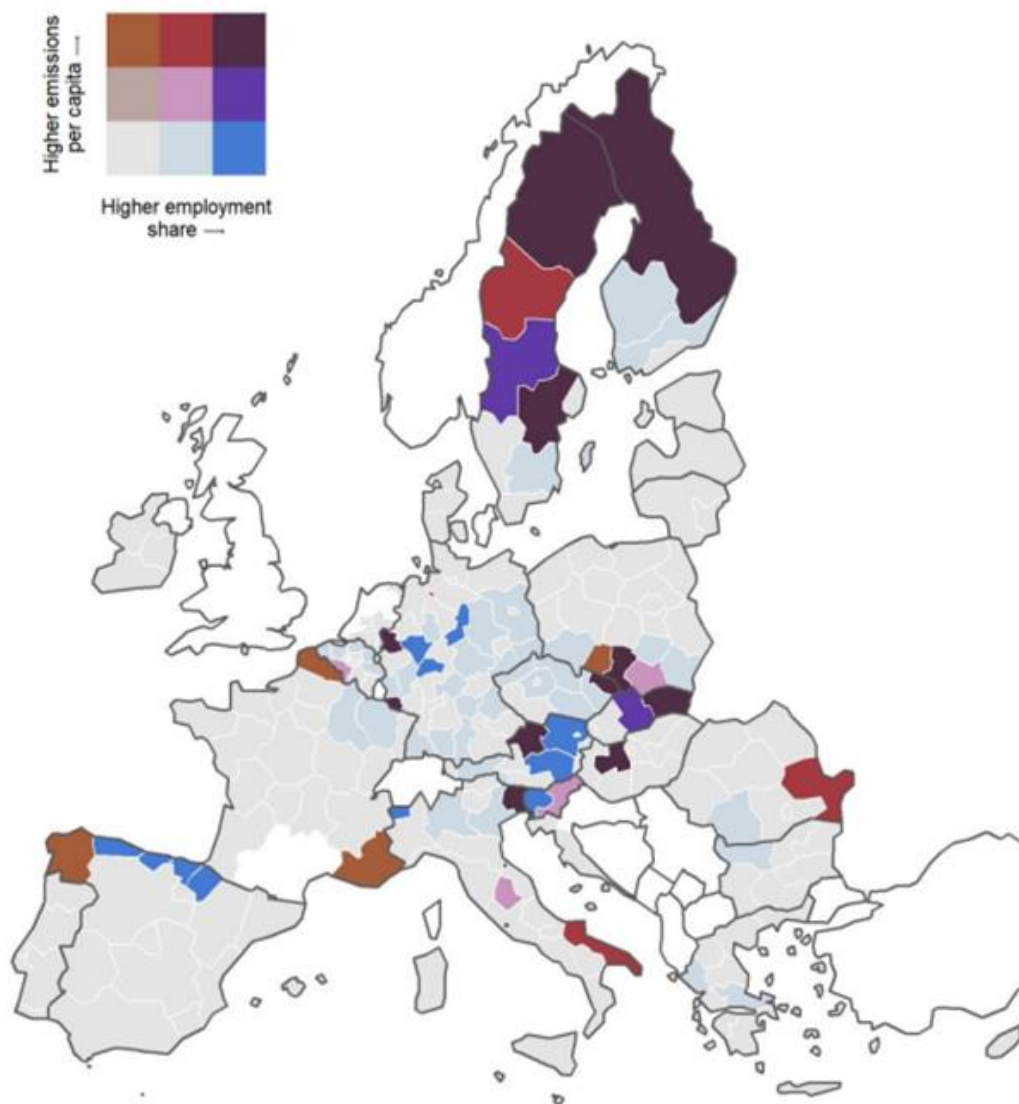 Higher emissions
per capita →
Higher employment
share →